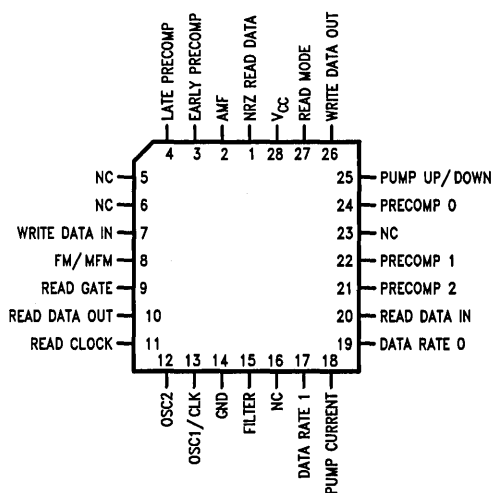 LATE PRECOMP
EARLY PRECOMP
AMF
NRZ READ DATA
VCC
READ MODE
WRITE DATA OUT
4 3 2 1 28 27 26
NC 5
NC 6
WRITE DATA IN 7
FM/MFM 8
READ GATE 9
READ DATA OUT 10
READ CLOCK 11
25 PUMP UP/DOWN
24 PRECOMP 0
23 NC
22 PRECOMP 1
21 PRECOMP 2
20 READ DATA IN
19 DATA RATE 0
12 13 14 15 16 17 18
OSC2
OSC1/CLK
GND
FILTER
NC
DATA RATE 1
PUMP CURRENT